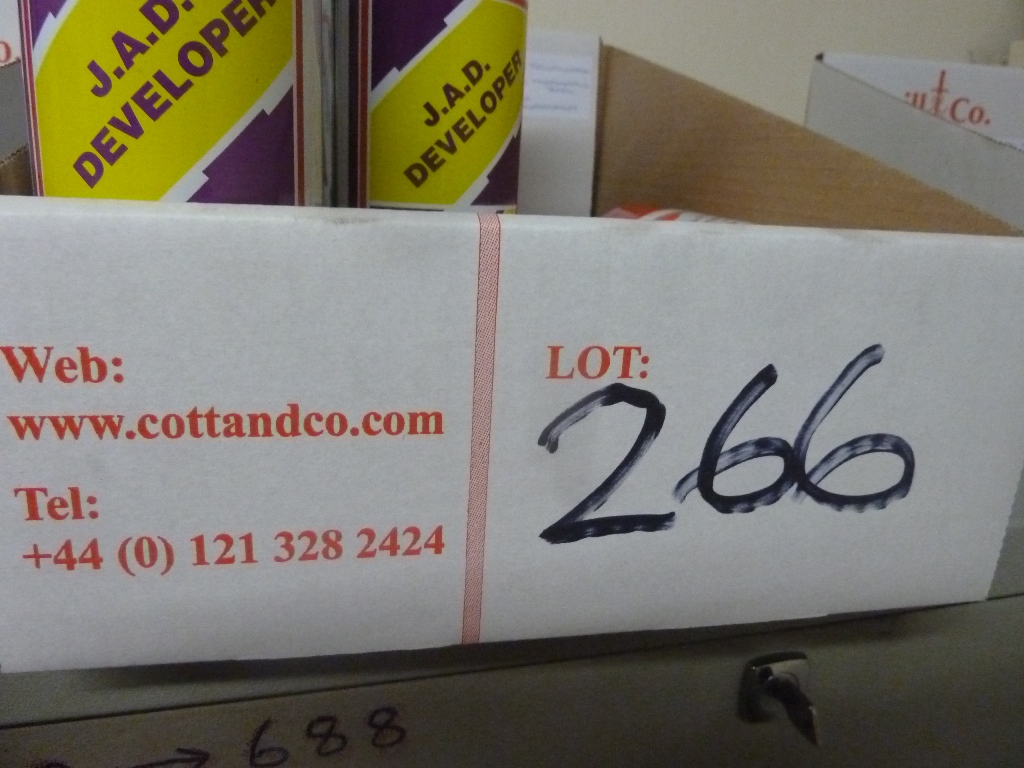 J.A.D.
DEVELOPER
J.A.D.
DEVELOPER
Co.
Web:
www.cottandco.com
Tel:
+44 (0) 121 328 2424
LOT:
266
→ 688